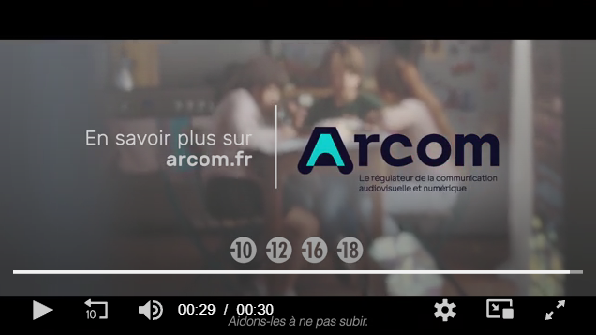 En savoir plus sur
arcom.fr
Arcom
Le régulateur de la communication
audiovisuelle et numérique
-10 -12 -16 -18
10
00:29 / 00:30
Aidons-les à ne pas subir.